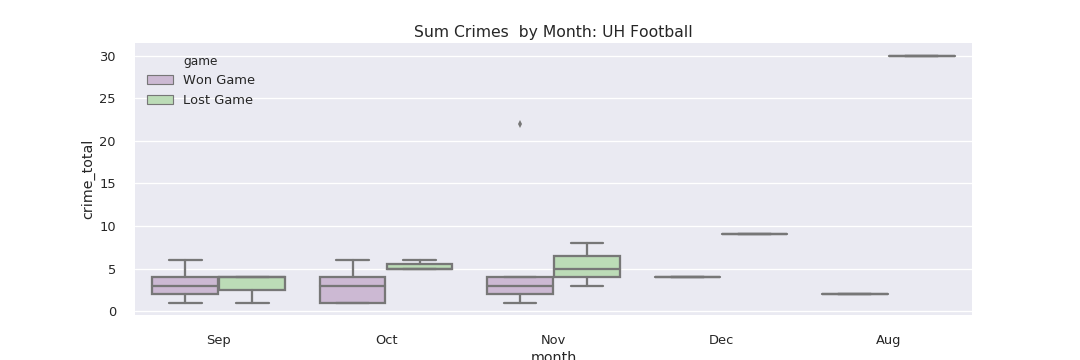 Sum Crimes  by Month: UH Football
30
25
20
15
10
5
0
crime_total
game
Won Game
Lost Game
Sep Oct Nov Dec Aug
month